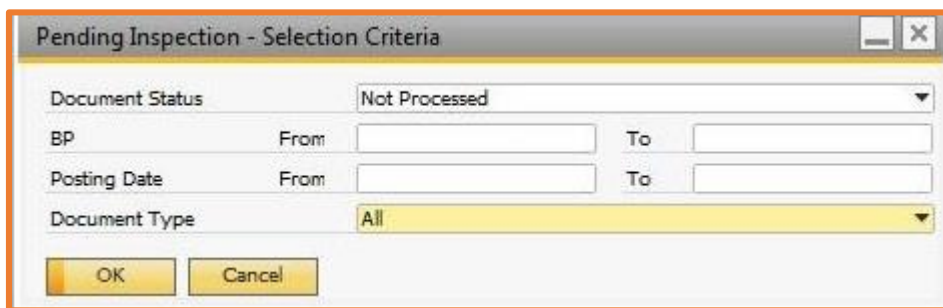 Pending Inspection - Selection Criteria
Document Status Not Processed
BP From To
Posting Date From To
Document Type All
OK Cancel